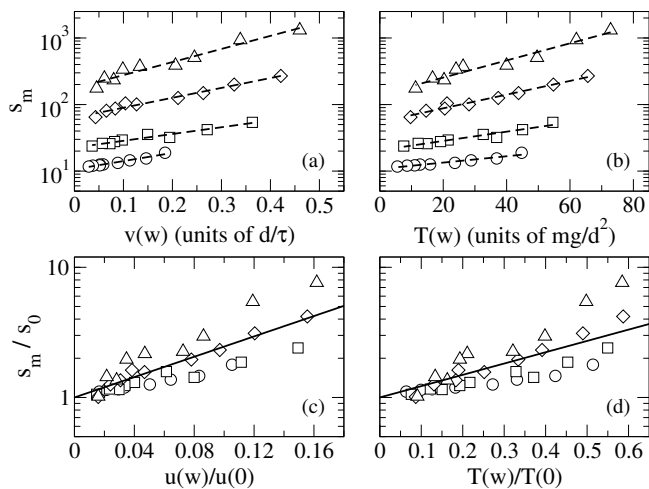 10³
10²
10¹
s_m
(a)
(b)
0 0.1 0.2 0.3 0.4 0.5
0 20 40 60 80
v(w) (units of d/τ)
T(w) (units of mg/d²)
10
1
s_m / s_0
(c)
(d)
0 0.04 0.08 0.12 0.16
0 0.1 0.2 0.3 0.4 0.5 0.6
u(w)/u(0)
T(w)/T(0)